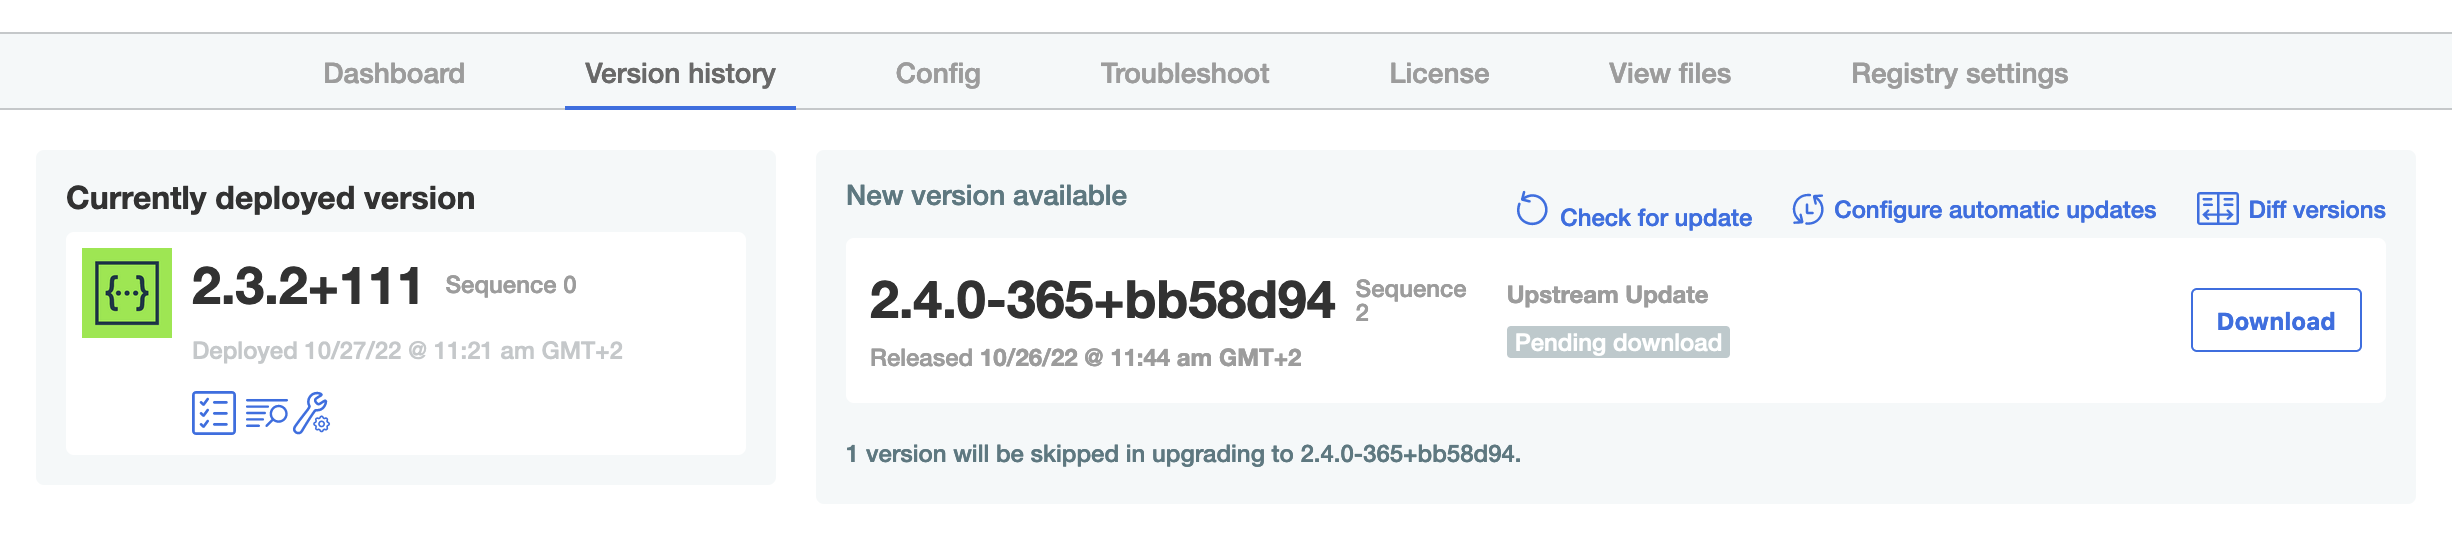 Dashboard Version history Config Troubleshoot License View files Registry settings
Currently deployed version
2.3.2+111 Sequence 0
Deployed 10/27/22 @ 11:21 am GMT+2
New version available
Check for update Configure automatic updates Diff versions
2.4.0-365+bb58d94 Sequence
2
Upstream Update
Pending download
Released 10/26/22 @ 11:44 am GMT+2
Download
1 version will be skipped in upgrading to 2.4.0-365+bb58d94.